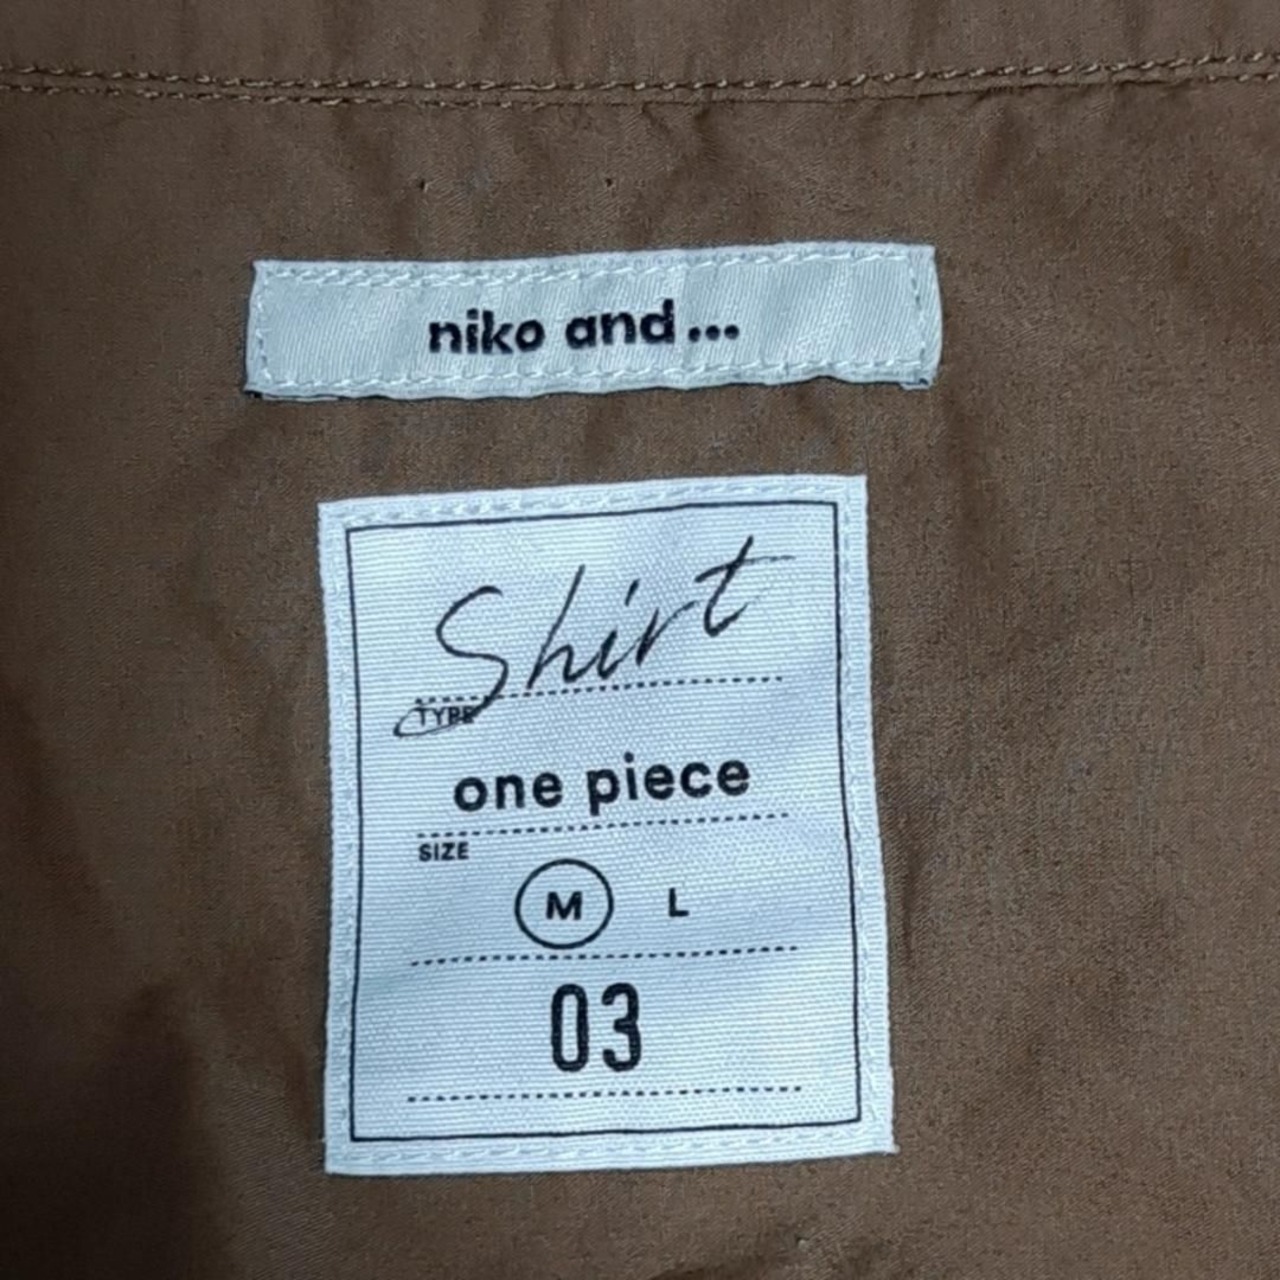 niko and...
Shirt
TYPE
one piece
SIZE
M L
03